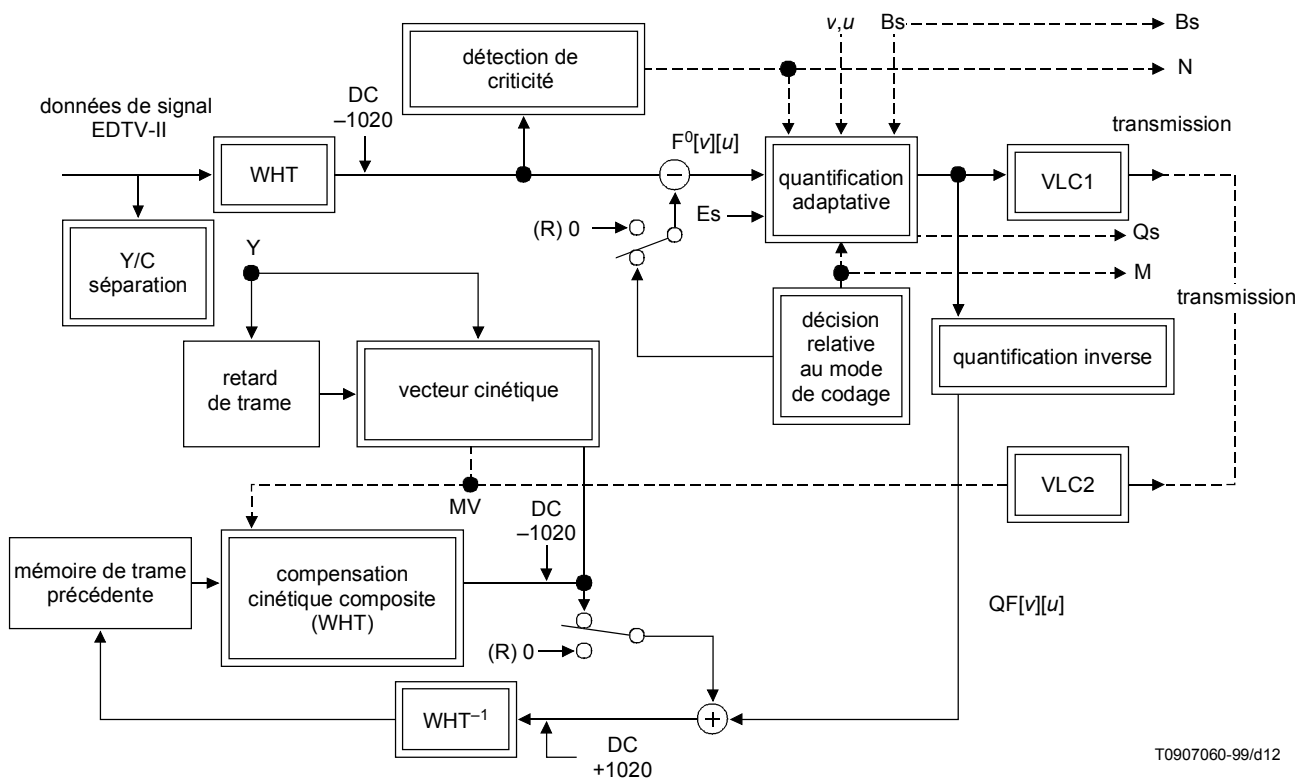 v,u
Bs
Bs
détection de
criticité
N
données de signal
EDTV-II
DC
–1020
transmission
F⁰[v][u]
WHT
quantification
adaptative
VLC1
Es
(R) 0
Qs
Y/C
séparation
Y
M
transmission
décision
relative
au mode
de codage
quantification inverse
retard
de trame
vecteur cinétique
VLC2
MV
DC
–1020
mémoire de trame
précédente
compensation
cinétique composite
(WHT)
QF[v][u]
(R) 0
WHT⁻¹
DC
+1020
T0907060-99/d12